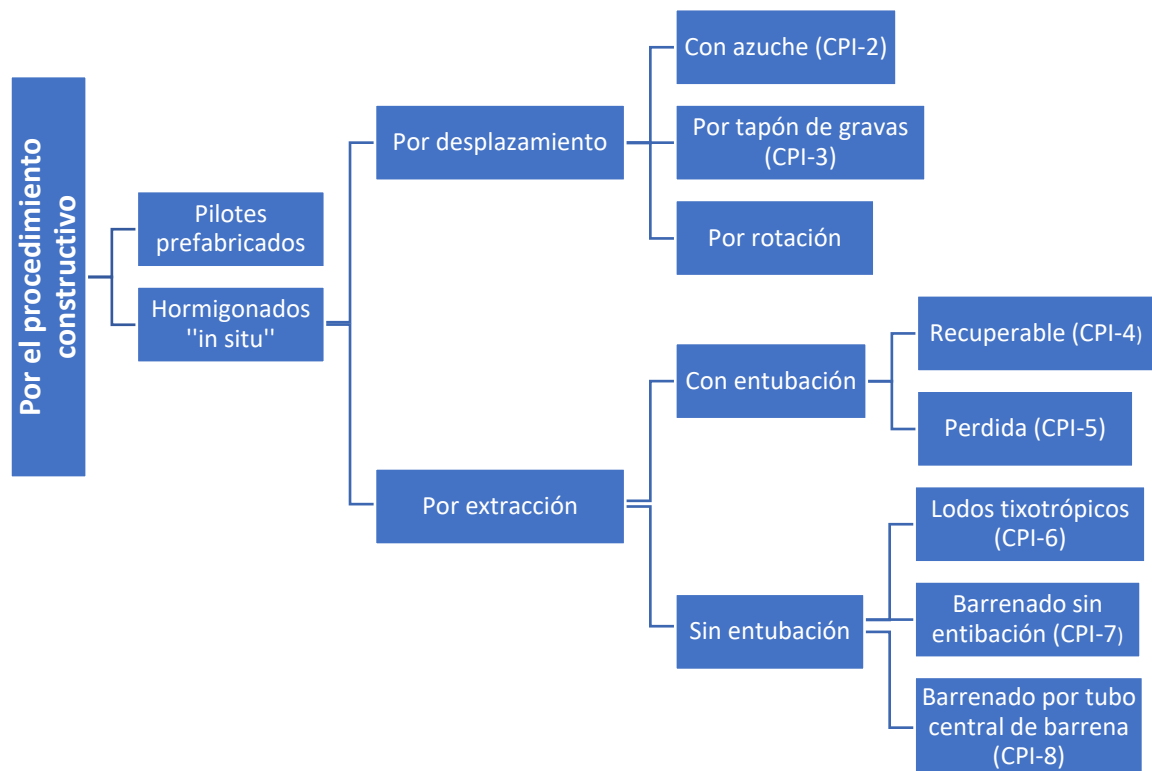 Por el procedimiento
constructivo
Pilotes
prefabricados
Hormigonados
"in situ"
Por desplazamiento
Con azuche (CPI-2)
Por tapón de gravas
(CPI-3)
Por rotación
Por extracción
Con entubación
Recuperable (CPI-4)
Perdida (CPI-5)
Sin entubación
Lodos tixotrópicos
(CPI-6)
Barrenado sin
entibación (CPI-7)
Barrenado por tubo
central de barrena
(CPI-8)